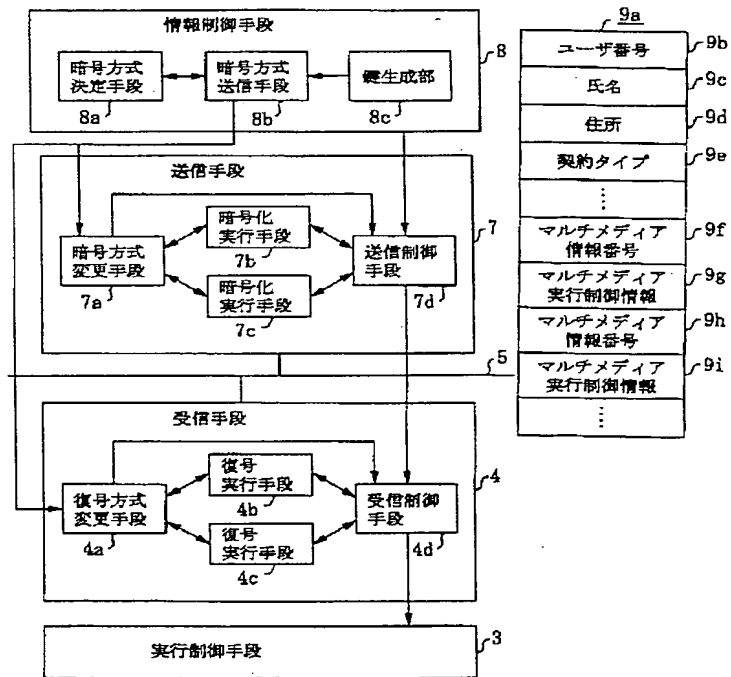 情報制御手段
8
暗号方式
決定手段
8a
暗号方式
送信手段
8b
鍵生成部
8c
送信手段
7
暗号方式
変更手段
7a
暗号化
実行手段
7b
暗号化
実行手段
7c
送信制御
手段
7d
5
受信手段
4
復号方式
変更手段
4a
復号
実行手段
4b
復号
実行手段
4c
受信制御
手段
4d
実行制御手段
3
9a
ユーザ番号
9b
氏名
9c
住所
9d
契約タイプ
9e
マルチメディア
情報番号
9f
マルチメディア
実行制御情報
9g
マルチメディア
情報番号
9h
マルチメディア
実行制御情報
9i